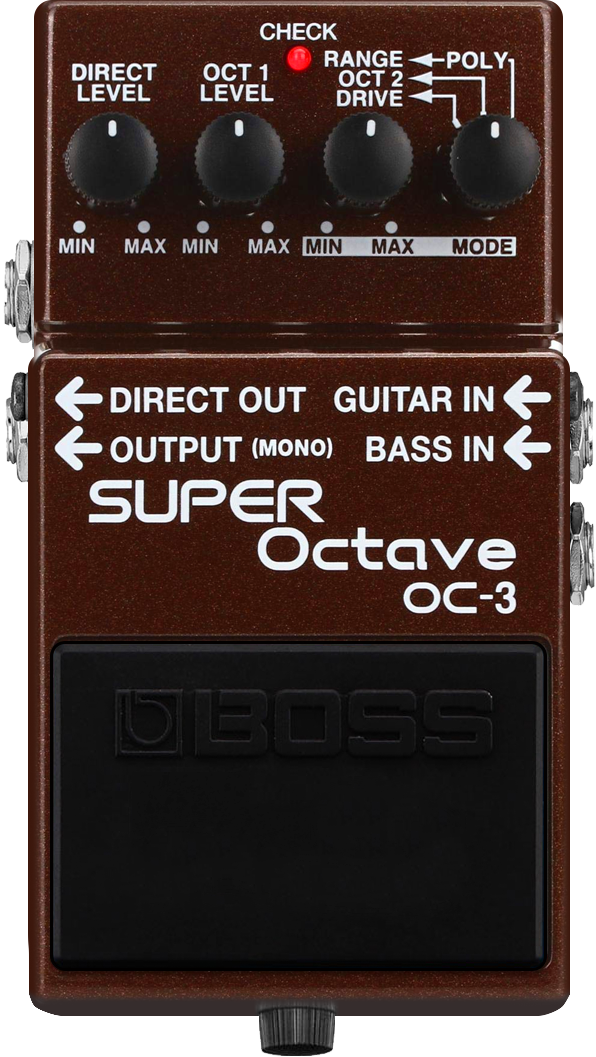 CHECK
DIRECT LEVEL
OCT 1 LEVEL
RANGE
POLY
OCT 2
DRIVE
MIN MAX MIN MAX MIN MAX MODE
DIRECT OUT GUITAR IN
OUTPUT (MONO) BASS IN
SUPER
Octave
OC-3
BOSS